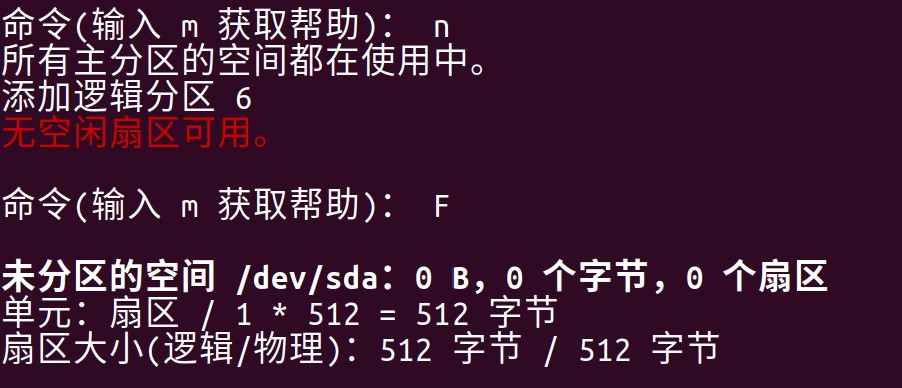 命令(输入 m 获取帮助)： n
所有主分区的空间都在使用中。
添加逻辑分区 6
无空闲扇区可用。
命令(输入 m 获取帮助)： F
未分区的空间 /dev/sda：0 B，0 个字节，0 个扇区
单元：扇区 / 1 * 512 = 512 字节
扇区大小(逻辑/物理)：512 字节 / 512 字节